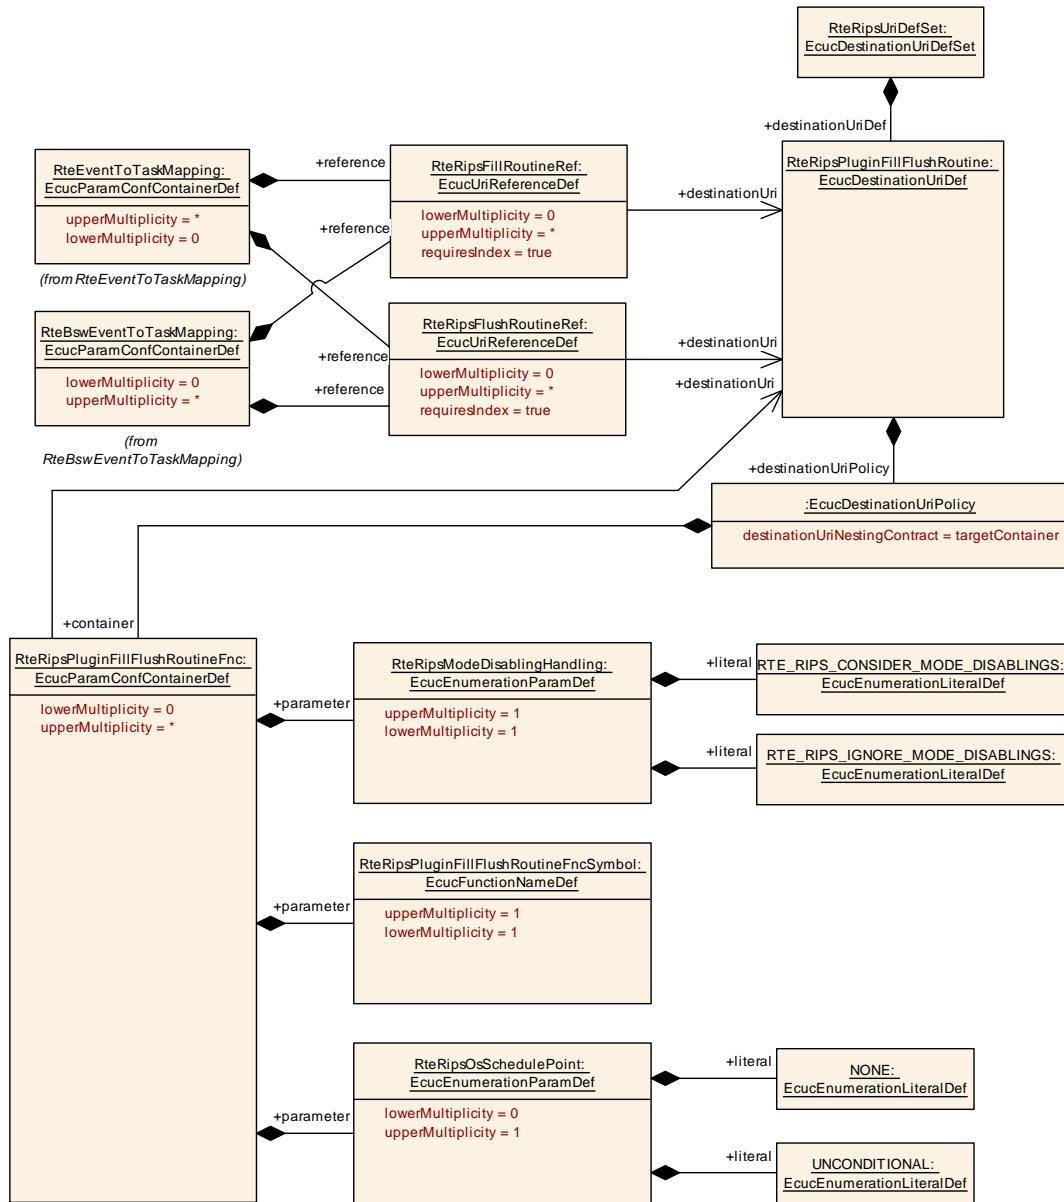 RteRipsUriDefSet:
EcucDestinationUriDefSet
+destinationUriDef
RteRipsPluginFillFlushRoutine:
EcucDestinationUriDef
RteEventToTaskMapping:
EcucParamConfContainerDef
upperMultiplicity = *
lowerMultiplicity = 0
(from RteEventToTaskMapping)
+reference
RteRipsFillRoutineRef:
EcucUriReferenceDef
lowerMultiplicity = 0
upperMultiplicity = *
requiresIndex = true
+destinationUri
+reference
RteBswEventToTaskMapping:
EcucParamConfContainerDef
lowerMultiplicity = 0
upperMultiplicity = *
(from
RteBswEventToTaskMapping)
+reference
+reference
RteRipsFlushRoutineRef:
EcucUriReferenceDef
lowerMultiplicity = 0
upperMultiplicity = *
requiresIndex = true
+destinationUri
+destinationUri
+destinationUriPolicy
:EcucDestinationUriPolicy
destinationUriNestingContract = targetContainer
+container
RteRipsPluginFillFlushRoutineFnc:
EcucParamConfContainerDef
lowerMultiplicity = 0
upperMultiplicity = *
+parameter
RteRipsModeDisablingHandling:
EcucEnumerationParamDef
upperMultiplicity = 1
lowerMultiplicity = 1
+literal
RTE_RIPS_CONSIDER_MODE_DISABLINGS:
EcucEnumerationLiteralDef
+literal
RTE_RIPS_IGNORE_MODE_DISABLINGS:
EcucEnumerationLiteralDef
+parameter
RteRipsPluginFillFlushRoutineFncSymbol:
EcucFunctionNameDef
upperMultiplicity = 1
lowerMultiplicity = 1
+parameter
RteRipsOsSchedulePoint:
EcucEnumerationParamDef
lowerMultiplicity = 0
upperMultiplicity = 1
+literal
NONE:
EcucEnumerationLiteralDef
+literal
UNCONDITIONAL:
EcucEnumerationLiteralDef